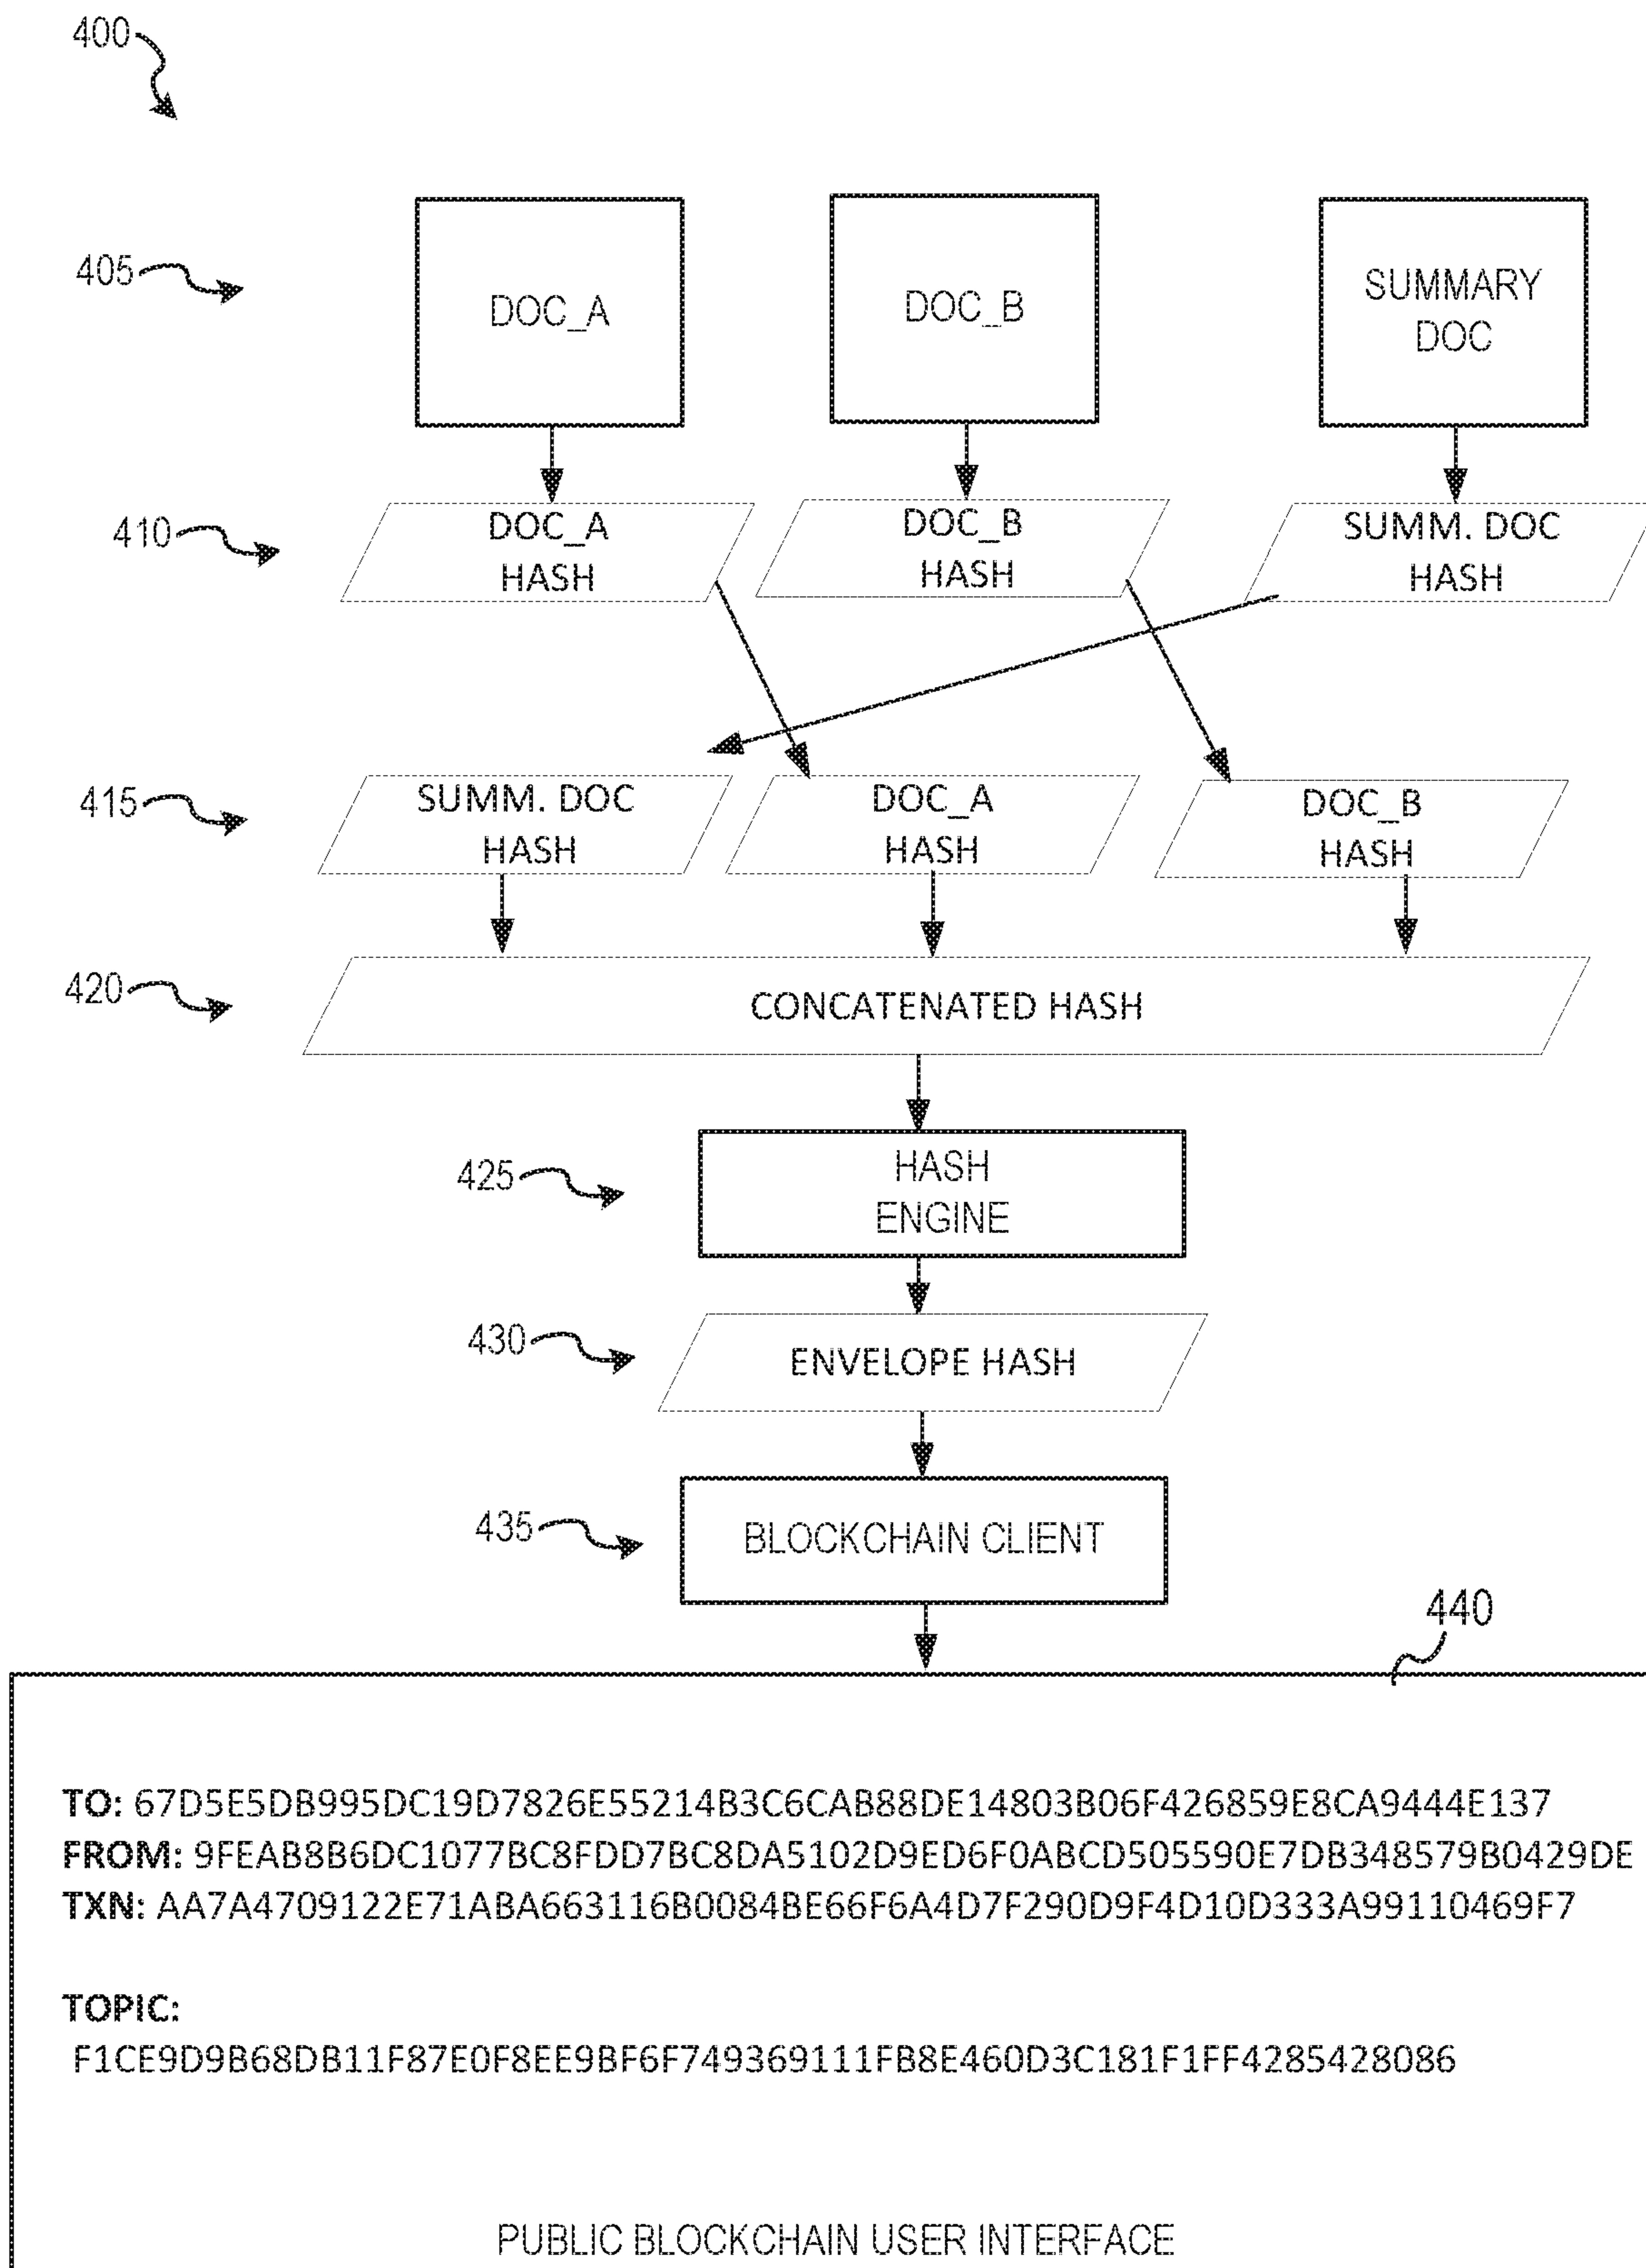 400
405
DOC_A
DOC_B
SUMMARY
DOC
410
DOC_A
HASH
DOC_B
HASH
SUMM. DOC
HASH
415
SUMM. DOC
HASH
DOC_A
HASH
DOC_B
HASH
420
CONCATENATED HASH
425
HASH
ENGINE
430
ENVELOPE HASH
435
BLOCKCHAIN CLIENT
440
TO: 67D5E5DB995DC19D7826E55214B3C6CAB88DE14803B06F426859E8CA9444E137
FROM: 9FEAB8B6DC1077BC8FDD7BC8DA5102D9ED6F0ABCD505590E7DB348579B0429DE
TXN: AA7A4709122E71ABA663116B0084BE66F6A4D7F290D9F4D10D333A99110469F7
TOPIC:
F1CE9D9B68DB11F87E0F8EE9BF6F749369111FB8E460D3C181F1FF4285428086
PUBLIC BLOCKCHAIN USER INTERFACE